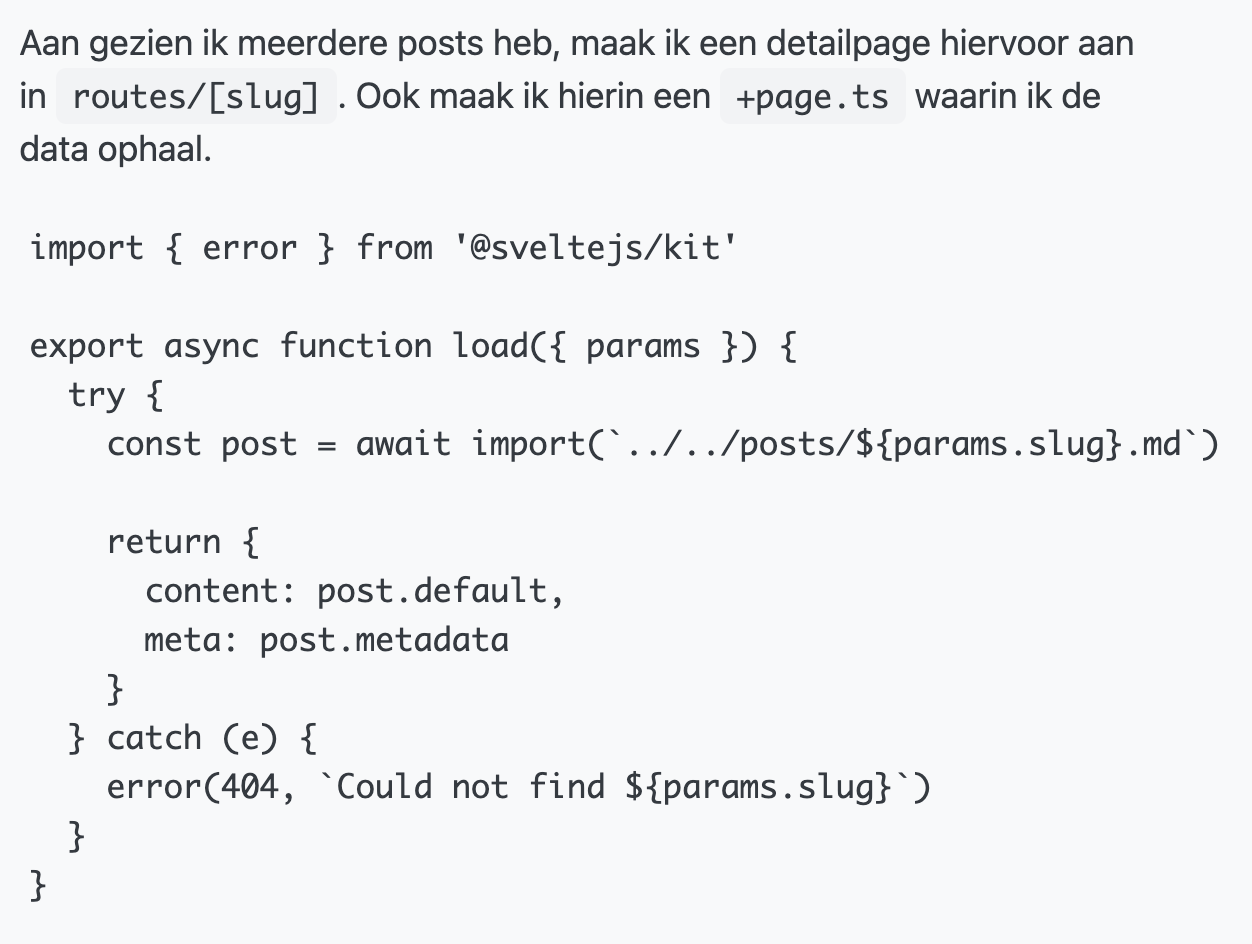 Aan gezien ik meerdere posts heb, maak ik een detailpage hiervoor aan
in routes/[slug] . Ook maak ik hierin een +page.ts waarin ik de
data ophaal.
import { error } from '@sveltejs/kit'
export async function load({ params }) {
  try {
    const post = await import(`../../posts/${params.slug}.md`)
    return {
      content: post.default,
      meta: post.metadata
    }
  } catch (e) {
    error(404, `Could not find ${params.slug}`)
  }
}